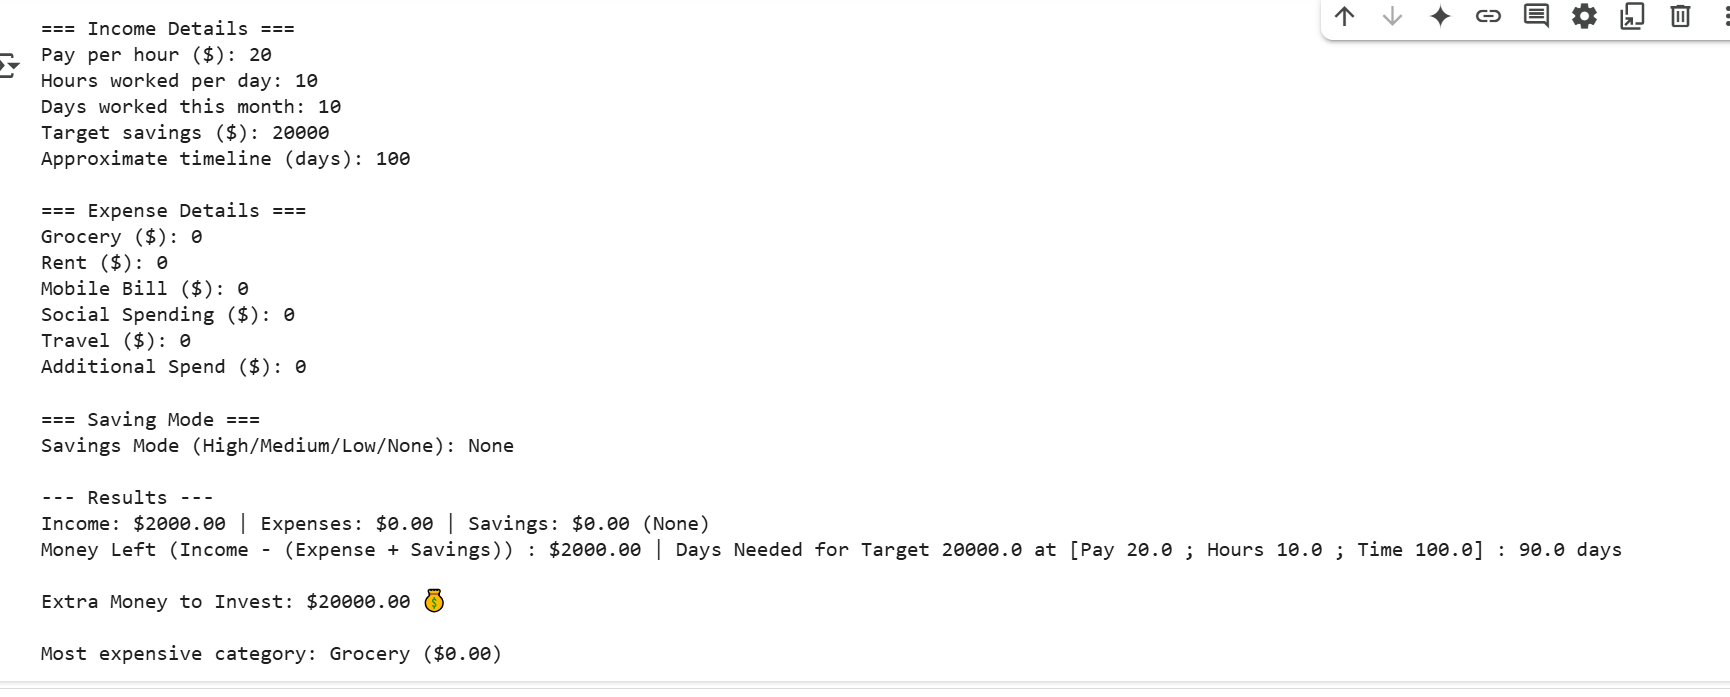 === Income Details ===
Pay per hour ($): 20
Hours worked per day: 10
Days worked this month: 10
Target savings ($): 20000
Approximate timeline (days): 100
=== Expense Details ===
Grocery ($): 0
Rent ($): 0
Mobile Bill ($): 0
Social Spending ($): 0
Travel ($): 0
Additional Spend ($): 0
=== Saving Mode ===
Savings Mode (High/Medium/Low/None): None
--- Results ---
Income: $2000.00 | Expenses: $0.00 | Savings: $0.00 (None)
Money Left (Income - (Expense + Savings)) : $2000.00 | Days Needed for Target 20000.0 at [Pay 20.0 ; Hours 10.0 ; Time 100.0] : 90.0 days
Extra Money to Invest: $20000.00 💰
Most expensive category: Grocery ($0.00)